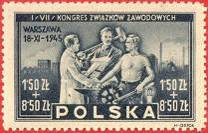 I/VII/KONGRES ZWIĄZKÓW ZAWODOWYCH
WARSZAWA
18-XI-1945
1·50 ZŁ
+
8·50 ZŁ
1·50 ZŁ
+
8·50 ZŁ
POLSKA